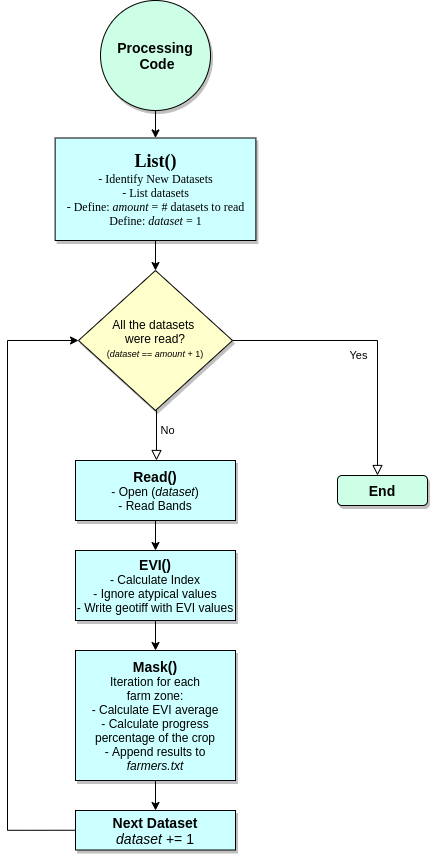 Processing
Code
List()
- Identify New Datasets
- List datasets
- Define: amount = # datasets to read
Define: dataset = 1
All the datasets
were read?
(dataset == amount + 1)
Yes
No
Read()
- Open (dataset)
- Read Bands
End
EVI()
- Calculate Index
- Ignore atypical values
- Write geotiff with EVI values
Mask()
Iteration for each
farm zone:
- Calculate EVI average
- Calculate progress
percentage of the crop
- Append results to
farmers.txt
Next Dataset
dataset += 1